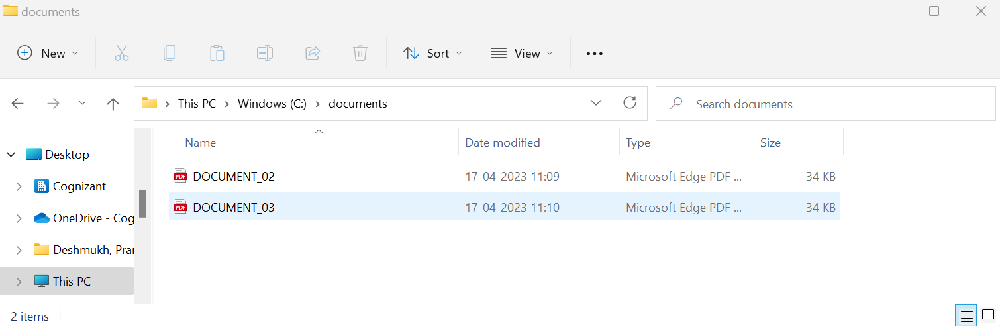 documents
New Sort View
This PC Windows (C:) documents Search documents
Name Date modified Type Size
Desktop
DOCUMENT_02 17-04-2023 11:09 Microsoft Edge PDF ... 34 KB
Cognizant
DOCUMENT_03 17-04-2023 11:10 Microsoft Edge PDF ... 34 KB
OneDrive - Cog
Deshmukh, Pra
This PC
2 items